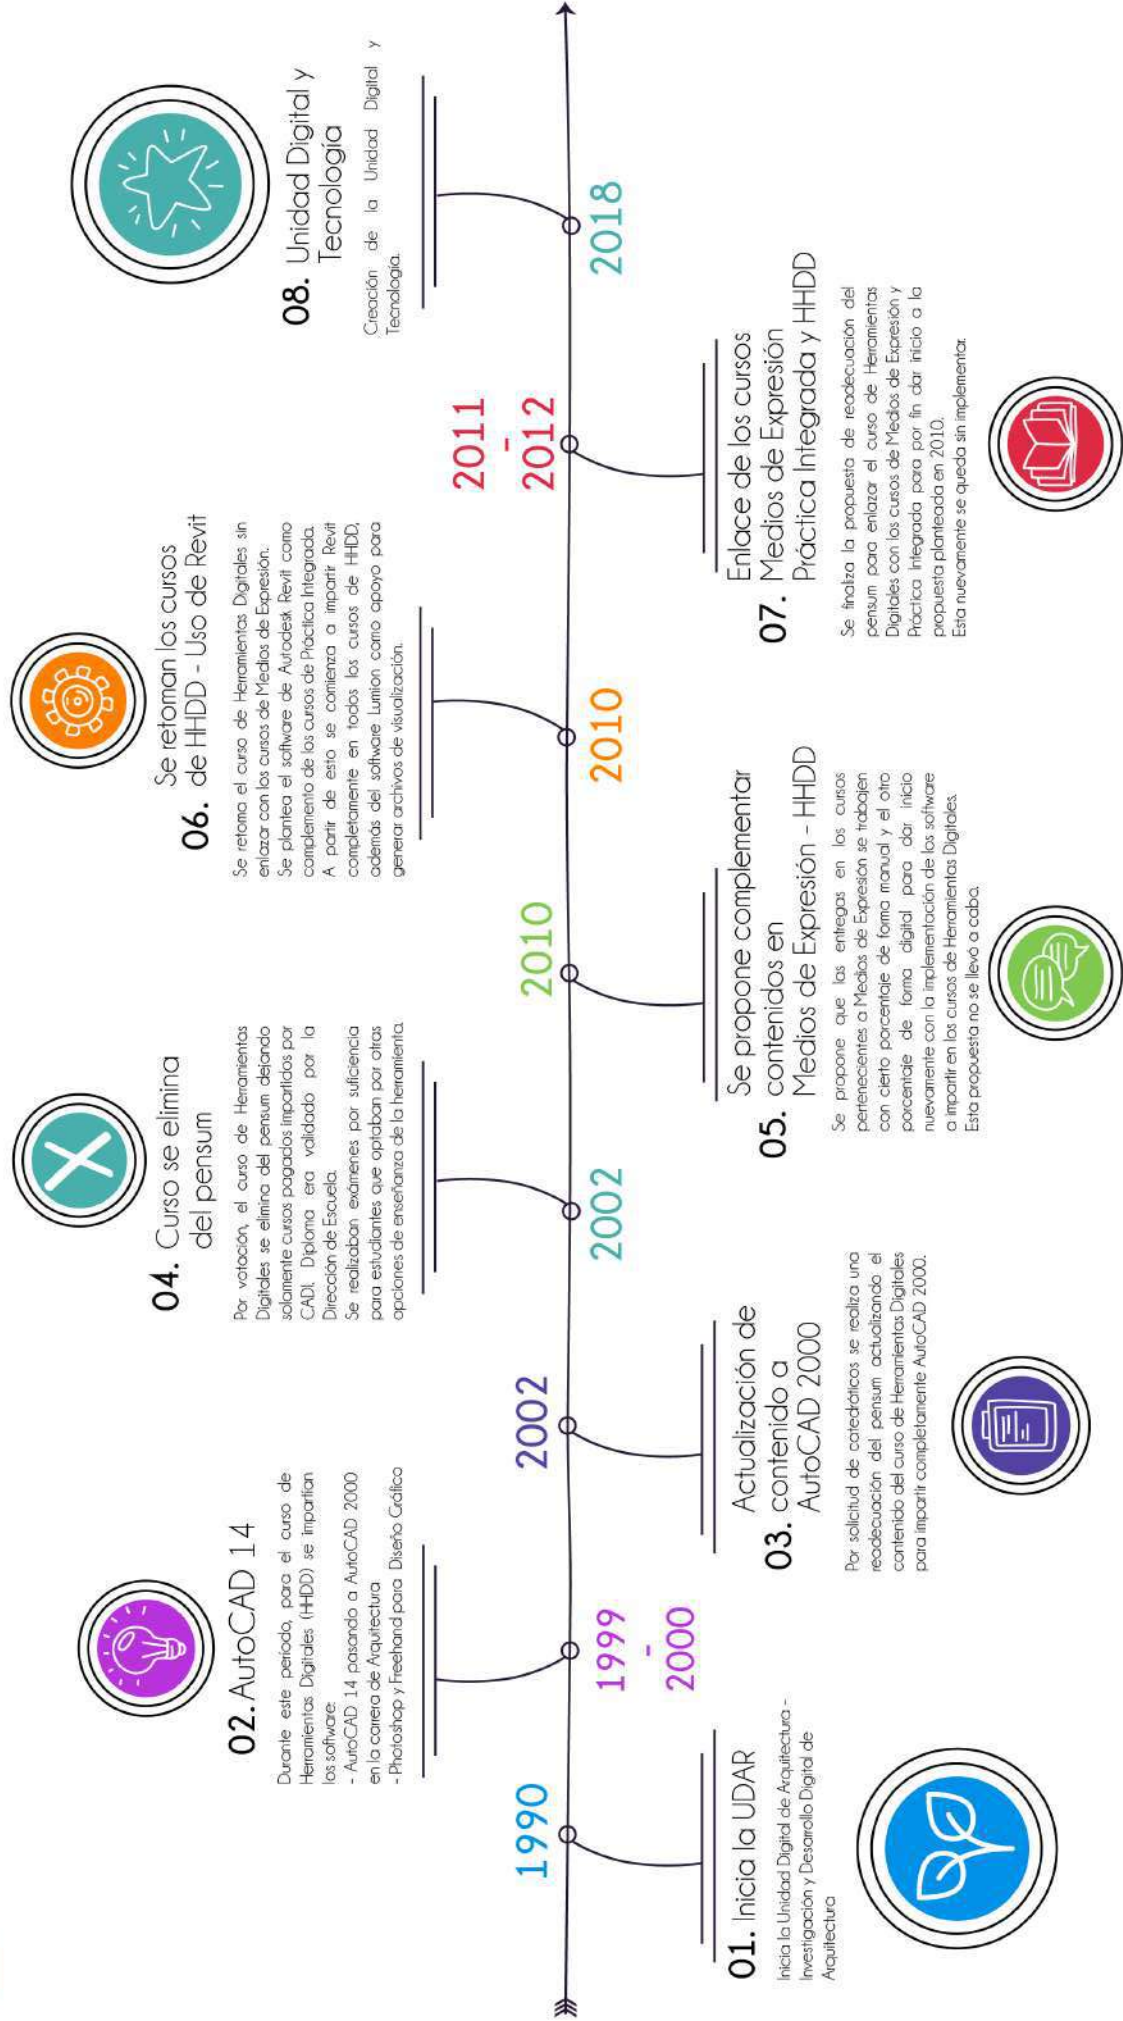 1990
01. Inicia la UDAR
Inicia la Unidad Digital de Arquitectura -
Investigación y Desarrollo Digital de
Arquitectura
02. AutoCAD 14
Durante este período, para el curso de
Herramientas Digitales (HHDD) se impartían
los software:
- AutoCAD 14 pasando a AutoCAD 2000
en la carrera de Arquitectura
- Photoshop y Freehand para Diseño Gráfico
1999
-
2000
2002
Actualización de
03. contenido a
AutoCAD 2000
Por solicitud de catedráticos se realiza una
readecuación del pensum actualizando el
contenido del curso de Herramientas Digitales
para impartir completamente AutoCAD 2000.
04. Curso se elimina
del pensum
Por votación, el curso de Herramientas
Digitales se elimina del pensum dejando
solamente cursos pagados impartidos por
CADI. Diploma era validado por la
Dirección de Escuela.
Se realizaban exámenes por suficiencia
para estudiantes que optaban por otras
opciones de enseñanza de la herramienta.
2002
2010
Se propone complementar
05. contenidos en
Medios de Expresión - HHDD
Se propone que las entregas en los cursos
pertenecientes a Medios de Expresión se trabajen
con cierto porcentaje de forma manual y el otro
porcentaje de forma digital para dar inicio
nuevamente con la implementación de los software
a impartir en los cursos de Herramientas Digitales.
Esta propuesta no se llevó a cabo.
Se retoman los cursos
06. de HHDD - Uso de Revit
Se retoma el curso de Herramientas Digitales sin
enlazar con los cursos de Medios de Expresión.
Se plantea el software de Autodesk Revit como
complemento de los cursos de Práctica Integrada.
A partir de esto se comienza a impartir Revit
completamente en todos los cursos de HHDD,
además del software Lumion como apoyo para
generar archivos de visualización.
2010
2011
-
2012
Enlace de los cursos
07. Medios de Expresión
Práctica Integrada y HHDD
Se finaliza la propuesta de readecuación del
pensum para enlazar el curso de Herramientas
Digitales con los cursos de Medios de Expresión y
Práctica Integrada para por fin dar inicio a la
propuesta planteada en 2010.
Esta nuevamente se queda sin implementar.
08. Unidad Digital y
Tecnología
Creación de la Unidad Digital y
Tecnología.
2018